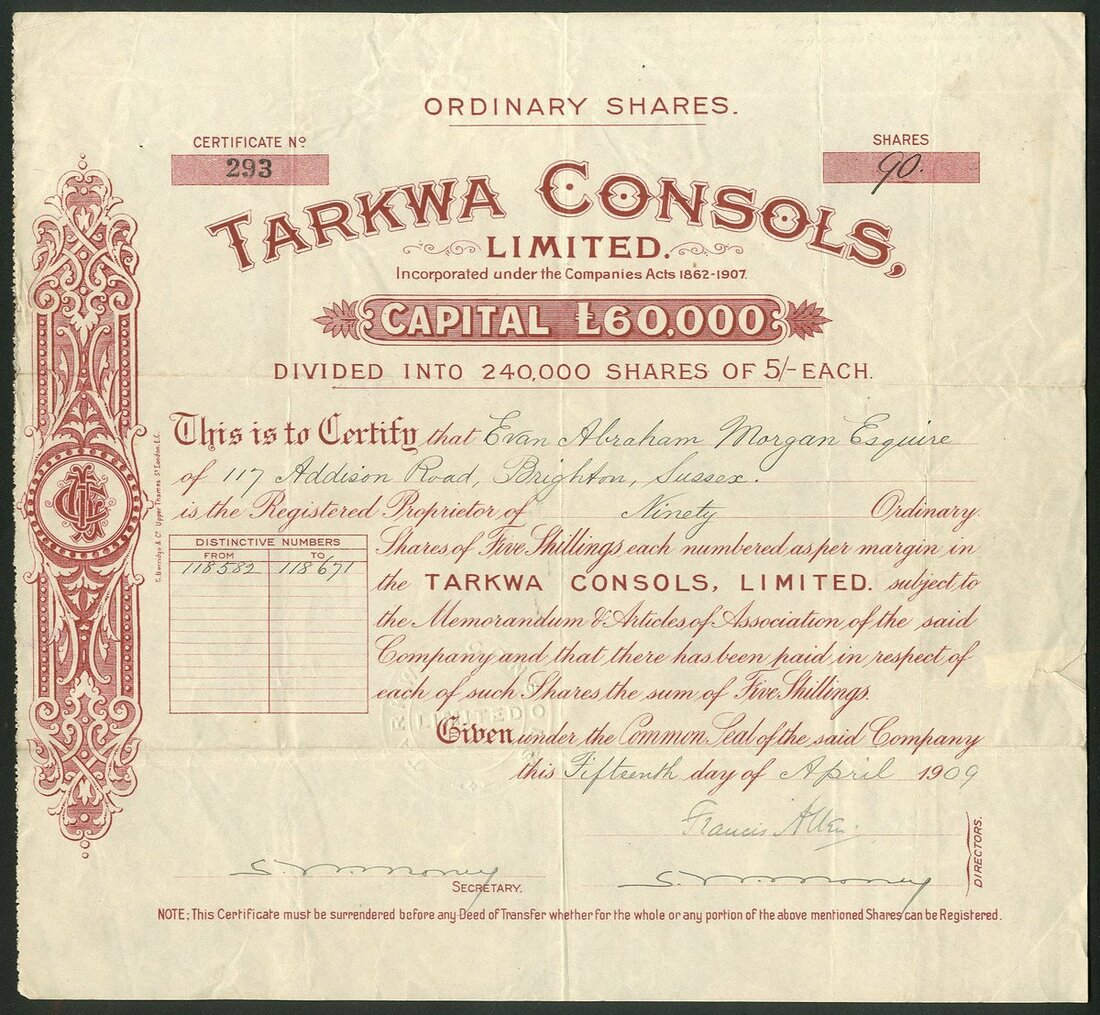 ORDINARY SHARES.
CERTIFICATE Nº
293
SHARES
90.
TARKWA CONSOLS,
LIMITED.
Incorporated under the Companies Acts 1862-1907.
CAPITAL £60,000
DIVIDED INTO 240,000 SHARES OF 5/- EACH.
This is to Certify that Evan Abraham Morgan Esquire
of 117 Addison Road, Brighton, Sussex.
is the Registered Proprietor of Ninety Ordinary
Shares of Five Shillings each numbered as per margin in
the TARKWA CONSOLS, LIMITED. subject to
the Memorandum & Articles of Association of the said
Company and that there has been paid in respect of
each of such Shares the sum of Five Shillings.
DISTINCTIVE NUMBERS
FROM TO
118582 118671
Given under the Common Seal of the said Company
this Fifteenth day of April 1909
LIMITED
Francis
DIRECTORS.
SECRETARY.
NOTE; This Certificate must be surrendered before any Deed of Transfer whether for the whole or any portion of the above mentioned Shares can be Registered.
Upper Thames St London, E.C.